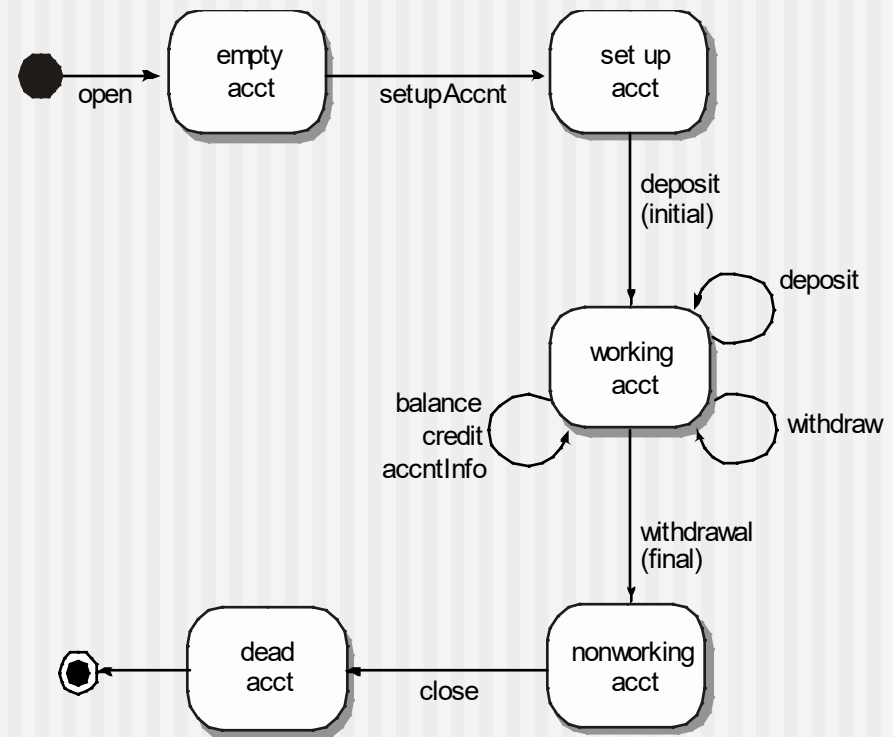 empty
acct
open
setupAccnt
set up
acct
deposit
(initial)
deposit
working
acct
balance
credit
accntInfo
withdraw
withdrawal
(final)
nonworking
acct
close
dead
acct